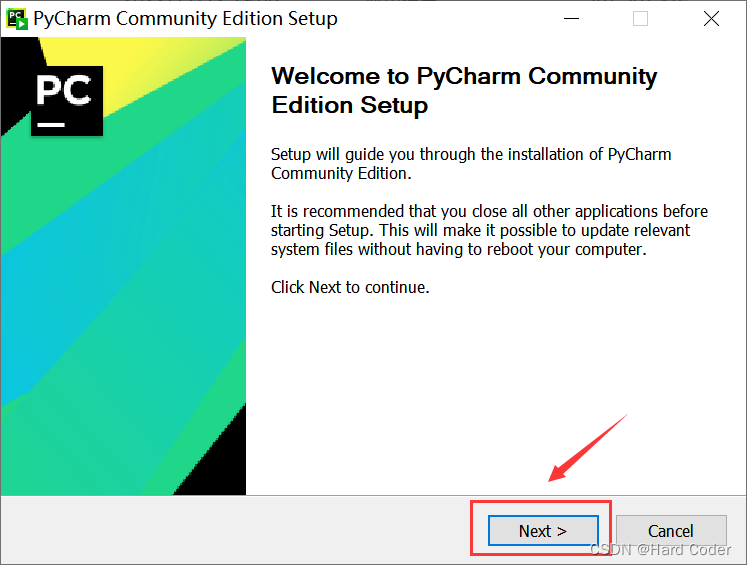 PC
PyCharm Community Edition Setup
PC
Welcome to PyCharm Community
Edition Setup
Setup will guide you through the installation of PyCharm
Community Edition.
It is recommended that you close all other applications before
starting Setup. This will make it possible to update relevant
system files without having to reboot your computer.
Click Next to continue.
Next >
Cancel
CSDN @Hard Coder